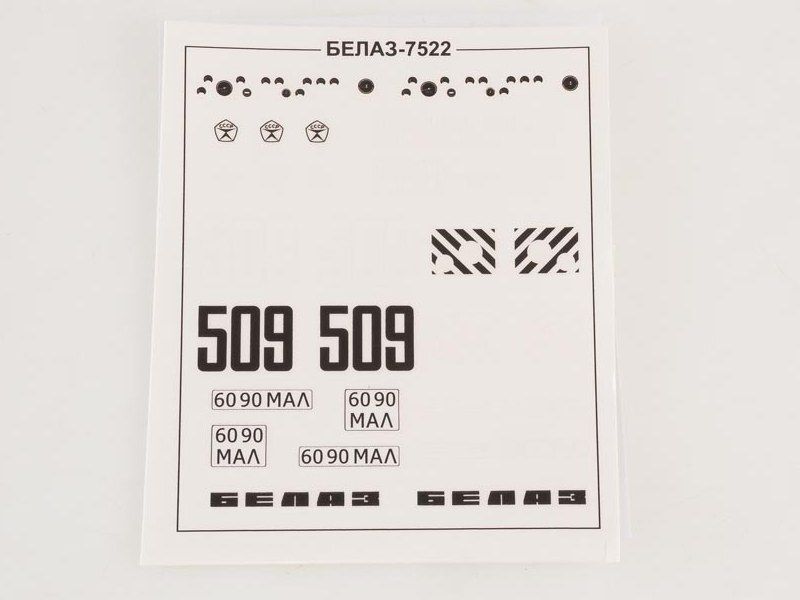 БЕЛАЗ-7522
СССР СССР СССР
509 509
60 90 МАЛ
60 90
МАЛ
60 90
МАЛ
60 90 МАЛ
БЕЛАЗ БЕЛАЗ